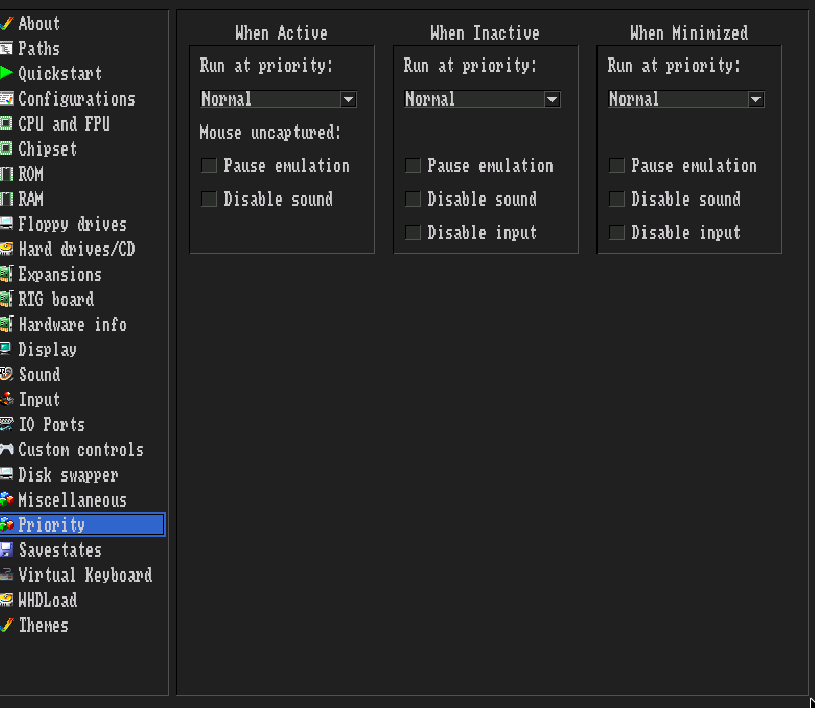 About
Paths
Quickstart
Configurations
CPU and FPU
Chipset
ROM
RAM
Floppy drives
Hard drives/CD
Expansions
RTG board
Hardware info
Display
Sound
Input
IO Ports
Custom controls
Disk swapper
Miscellaneous
Priority
Savestates
Virtual Keyboard
WHDLoad
Themes
When Active
Run at priority:
Normal
Mouse uncaptured:
Pause emulation
Disable sound
When Inactive
Run at priority:
Normal
Pause emulation
Disable sound
Disable input
When Minimized
Run at priority:
Normal
Pause emulation
Disable sound
Disable input